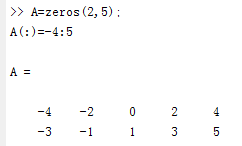 >> A=zeros(2,5);
A(:)=-4:5
A =
-4 -2 0 2 4
-3 -1 1 3 5